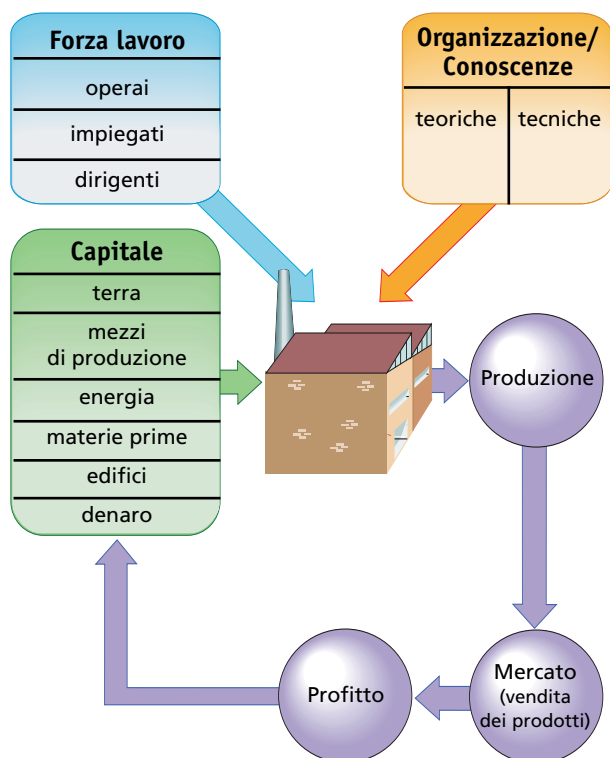 Forza lavoro
operai
impiegati
dirigenti
Organizzazione/
Conoscenze
teoriche
tecniche
Capitale
terra
mezzi
di produzione
energia
materie prime
edifici
denaro
Produzione
Mercato
(vendita
dei prodotti)
Profitto